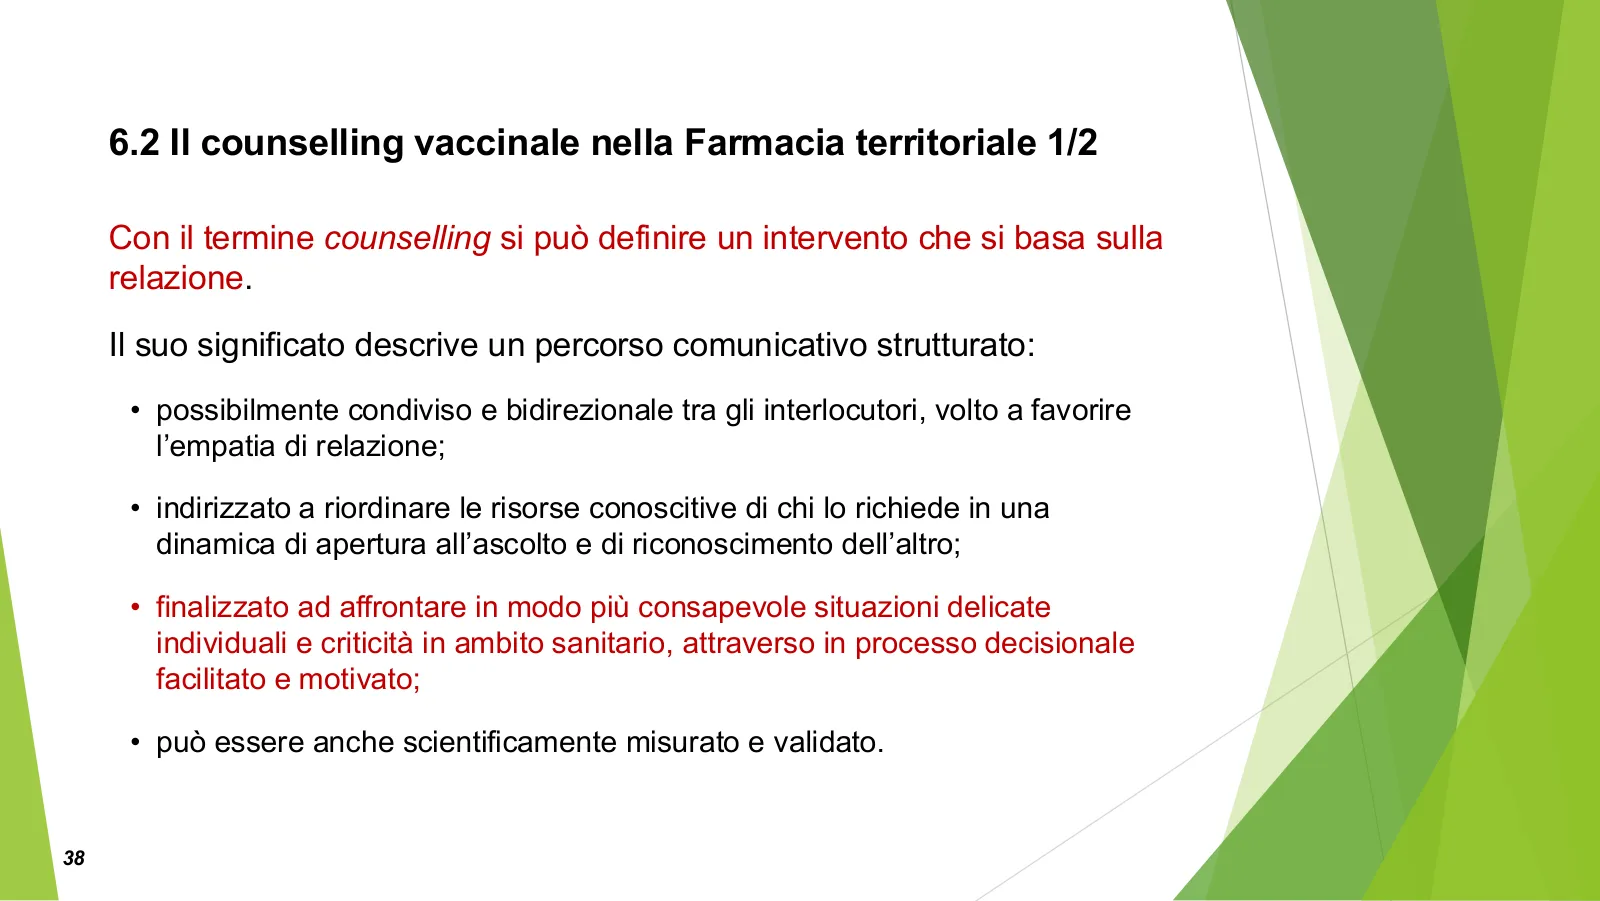 6.2 Il counselling vaccinale nella Farmacia territoriale 1/2
Con il termine counselling si può definire un intervento che si basa sulla
relazione.
Il suo significato descrive un percorso comunicativo strutturato:
• possibilmente condiviso e bidirezionale tra gli interlocutori, volto a favorire
l’empatia di relazione;
• indirizzato a riordinare le risorse conoscitive di chi lo richiede in una
dinamica di apertura all’ascolto e di riconoscimento dell’altro;
• finalizzato ad affrontare in modo più consapevole situazioni delicate
individuali e criticità in ambito sanitario, attraverso in processo decisionale
facilitato e motivato;
• può essere anche scientificamente misurato e validato.
38